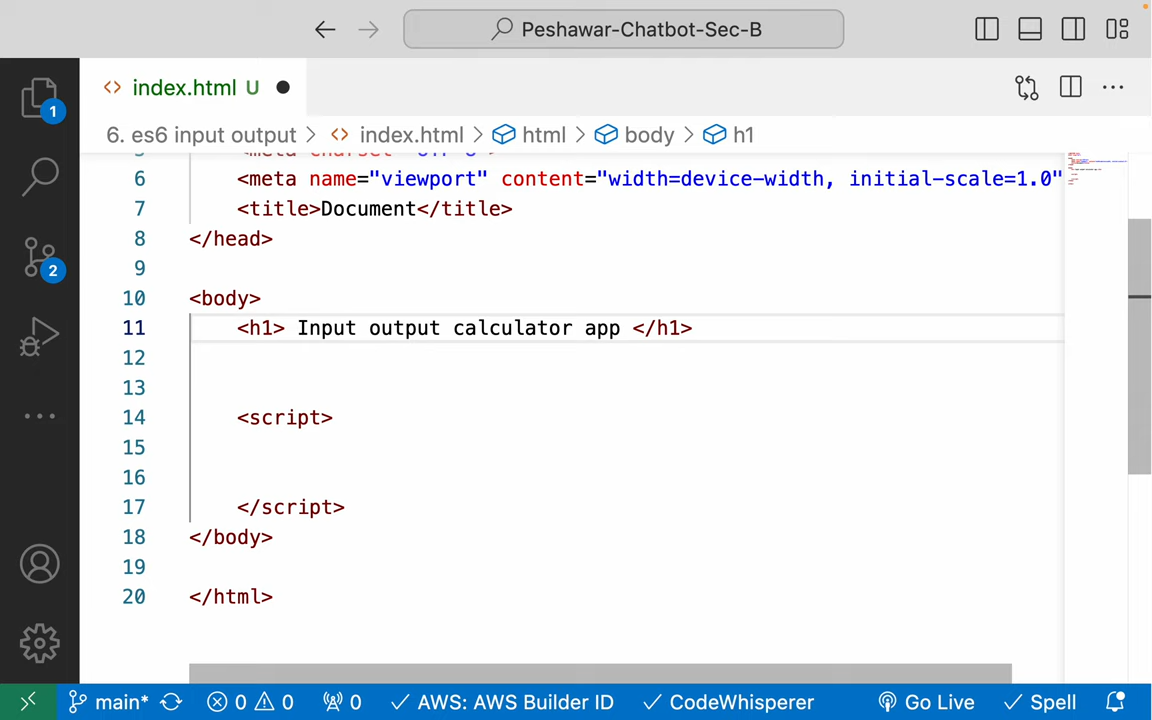 Peshawar-Chatbot-Sec-B
1
2
index.html U
6. es6 input output > index.html > html > body > h1
6 <meta name="viewport" content="width=device-width, initial-scale=1.0"
7 <title>Document</title>
8 </head>
9
10 <body>
11 <h1> Input output calculator app </h1>
12
13
14 <script>
15
16
17 </script>
18 </body>
19
20 </html>
main* 0 0 0 AWS: AWS Builder ID CodeWhisperer Go Live Spell